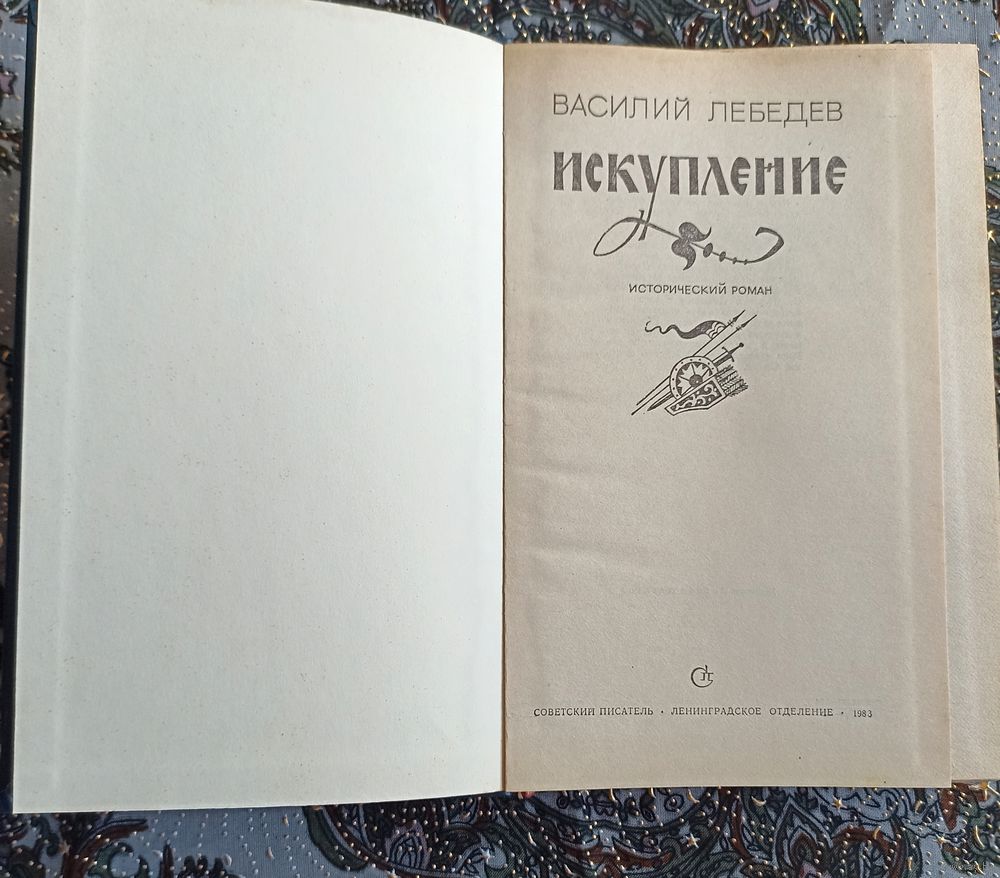 ВАСИЛИЙ ЛЕБЕДЕВ
ИСКУПЛЕНИЕ
ИСТОРИЧЕСКИЙ РОМАН
СОВЕТСКИЙ ПИСАТЕЛЬ · ЛЕНИНГРАДСКОЕ ОТДЕЛЕНИЕ · 1983